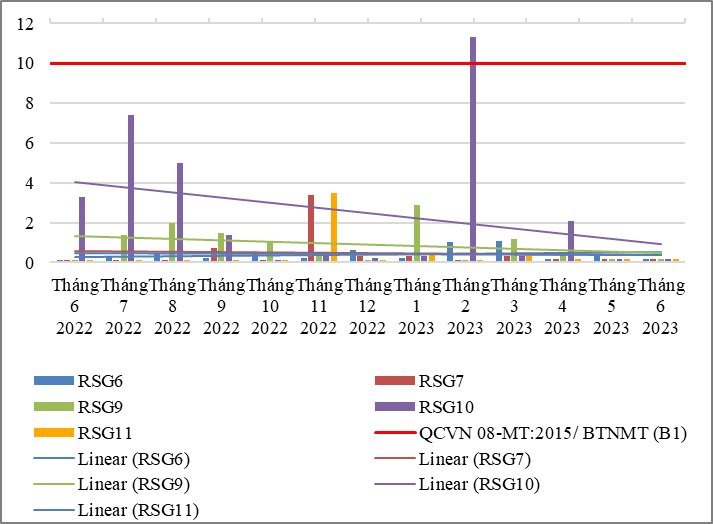 12
10
8
6
4
2
0
Tháng Tháng Tháng Tháng Tháng Tháng Tháng Tháng Tháng Tháng Tháng Tháng Tháng
6 7 8 9 10 11 12 1 2 3 4 5 6
2022 2022 2022 2022 2022 2022 2022 2023 2023 2023 2023 2023 2023
RSG6 RSG7
RSG9 RSG10
RSG11 QCVN 08-MT:2015/ BTNMT (B1)
Linear (RSG6) Linear (RSG7)
Linear (RSG9) Linear (RSG10)
Linear (RSG11)